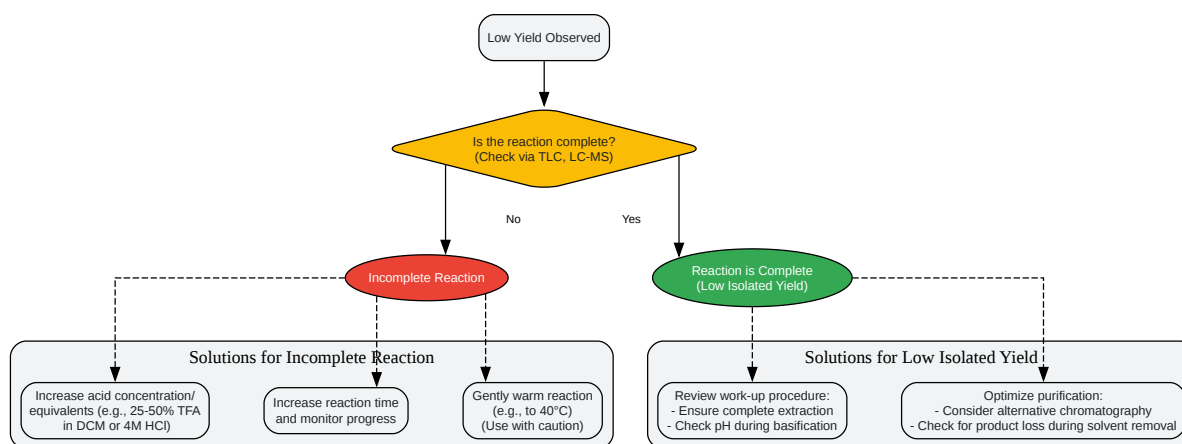 Low Yield Observed
Is the reaction complete?
(Check via TLC, LC-MS)
No
Yes
Incomplete Reaction
Reaction is Complete
(Low Isolated Yield)
Solutions for Incomplete Reaction
Increase acid concentration/
equivalents (e.g., 25-50% TFA
in DCM or 4M HCl)
Increase reaction time
and monitor progress
Gently warm reaction
(e.g., to 40°C)
(Use with caution)
Solutions for Low Isolated Yield
Review work-up procedure:
- Ensure complete extraction
- Check pH during basification
Optimize purification:
- Consider alternative chromatography
- Check for product loss during solvent removal